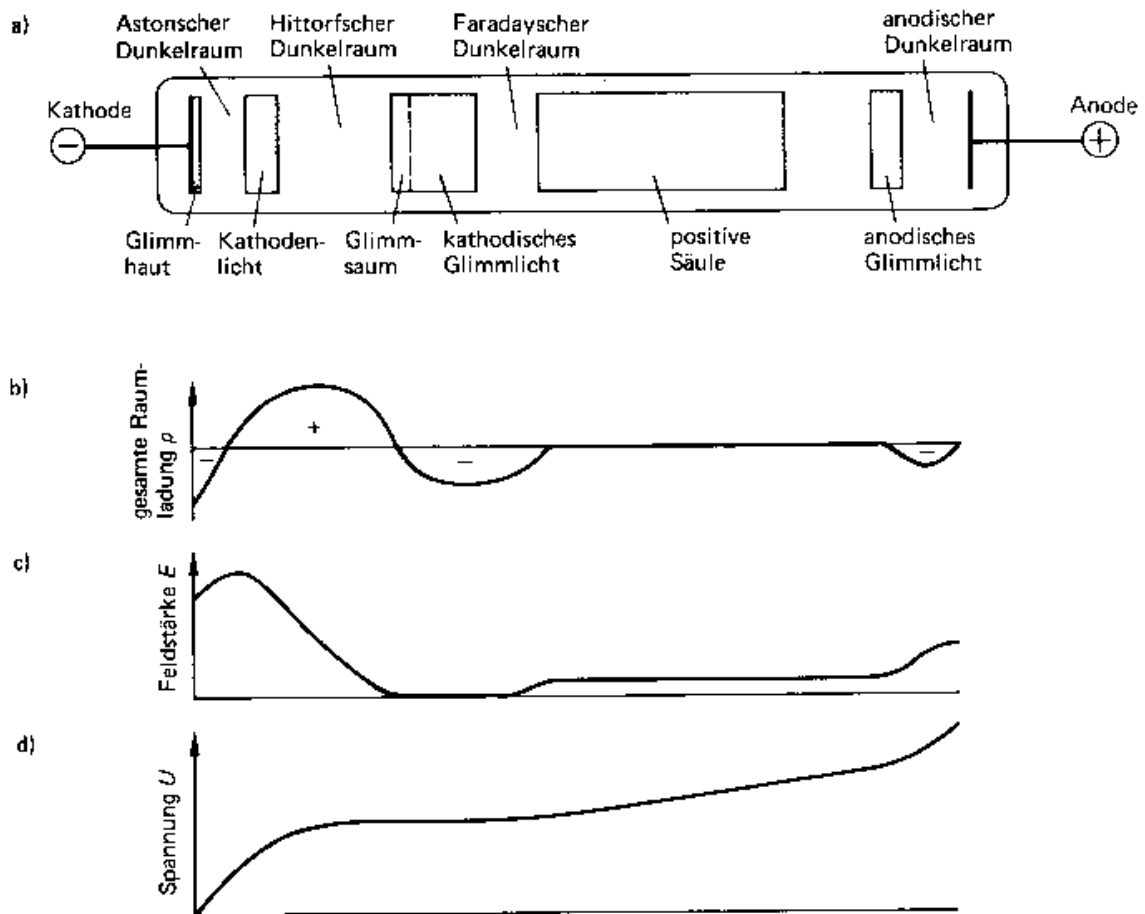 a)
Astonscher
Dunkelraum
Hittorfscher
Dunkelraum
Faradayscher
Dunkelraum
anodischer
Dunkelraum
Kathode
−
Anode
+
Glimm-
haut
Kathoden-
licht
Glimm-
saum
kathodisches
Glimmlicht
positive
Säule
anodisches
Glimmlicht
b)
gesamte Raum-
ladung ρ
−
+
−
−
c)
Feldstärke E
d)
Spannung U